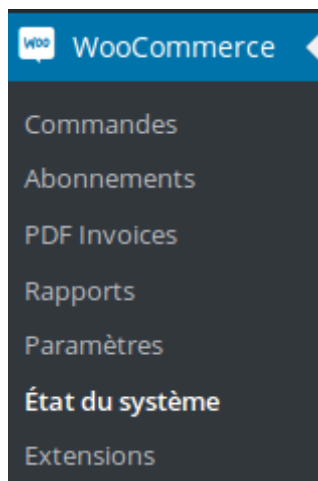 Woo WooCommerce
Commandes
Abonnements
PDF Invoices
Rapports
Paramètres
État du système
Extensions